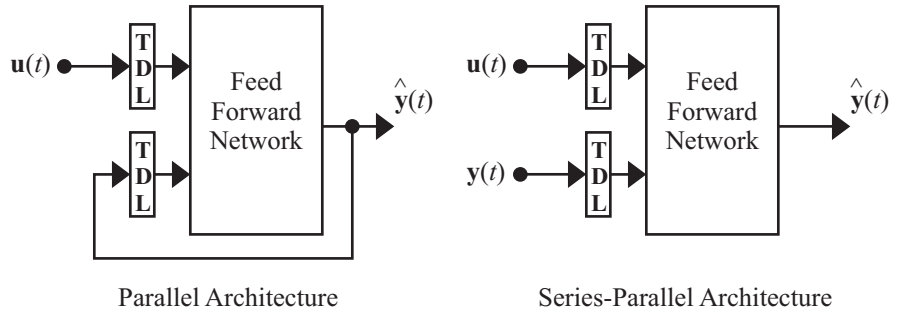 u(t)
T
D
L
Feed
Forward
Network
ŷ(t)
T
D
L
Parallel Architecture
u(t)
T
D
L
Feed
Forward
Network
ŷ(t)
y(t)
T
D
L
Series-Parallel Architecture